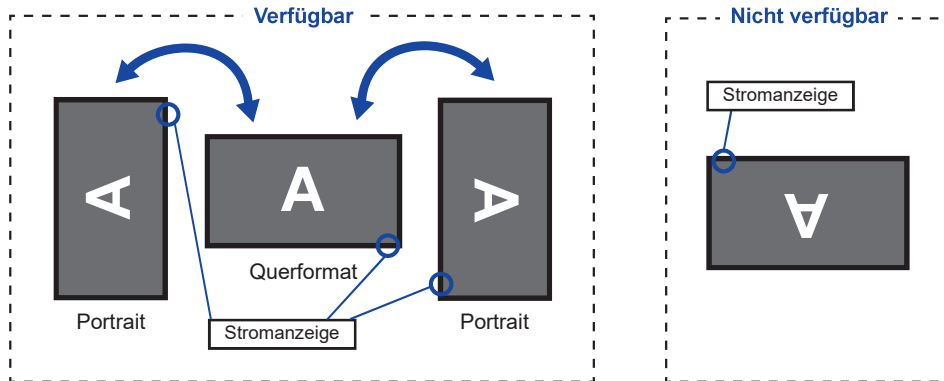 Verfügbar
Nicht verfügbar
Stromanzeige
A
A
A
A
Querformat
Portrait
Stromanzeige
Portrait